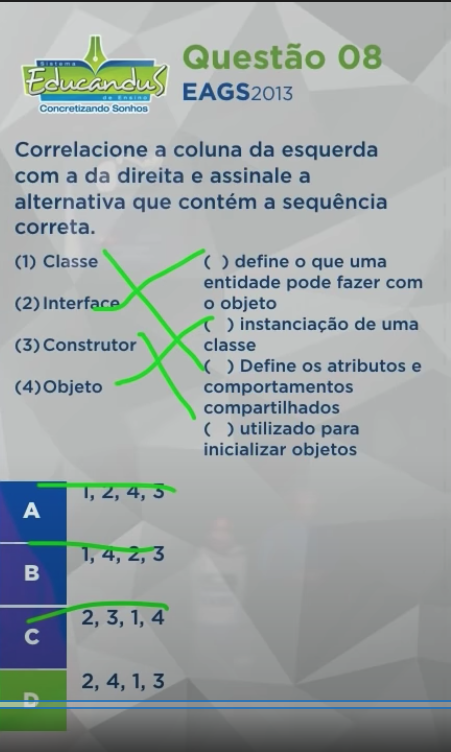 Sistema
Educandus
de Ensino
Concretizando Sonhos
Questão 08
EAGS2013
Correlacione a coluna da esquerda
com a da direita e assinale a
alternativa que contém a sequência
correta.
(1) Classe
(2) Interface
(3) Construtor
(4) Objeto
( ) define o que uma
entidade pode fazer com
o objeto
( ) instanciação de uma
classe
( ) Define os atributos e
comportamentos
compartilhados
( ) utilizado para
inicializar objetos
A 1, 2, 4, 3
B 1, 4, 2, 3
C 2, 3, 1, 4
D 2, 4, 1, 3